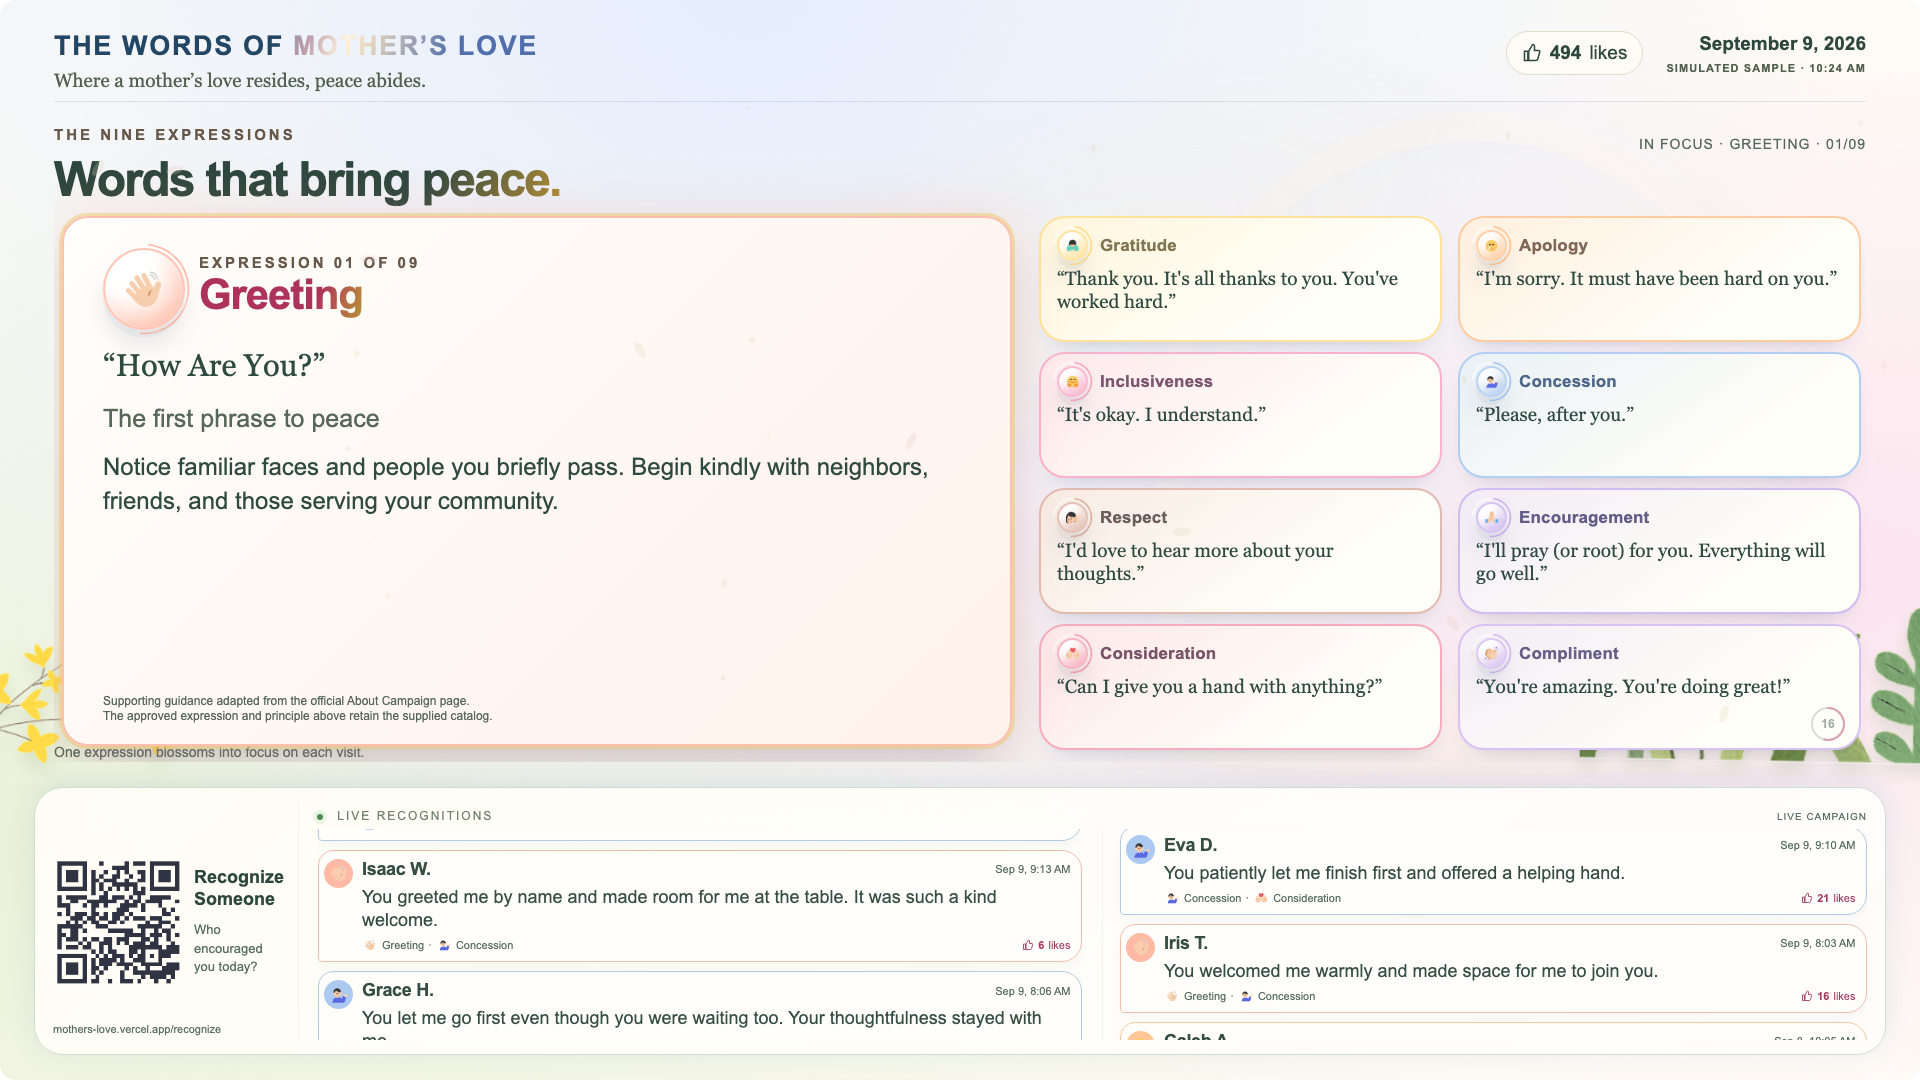 THE WORDS OF MOTHER’S LOVE
Where a mother’s love resides, peace abides.
494 likes
September 9, 2026
SIMULATED SAMPLE · 10:24 AM
THE NINE EXPRESSIONS
Words that bring peace.
IN FOCUS · GREETING · 01/09
EXPRESSION 01 OF 09
Greeting
“How Are You?”
The first phrase to peace
Notice familiar faces and people you briefly pass. Begin kindly with neighbors,
friends, and those serving your community.
Supporting guidance adapted from the official About Campaign page.
The approved expression and principle above retain the supplied catalog.
One expression blossoms into focus on each visit.
Gratitude
“Thank you. It's all thanks to you. You've
worked hard.”
Apology
“I'm sorry. It must have been hard on you.”
Inclusiveness
“It's okay. I understand.”
Concession
“Please, after you.”
Respect
“I'd love to hear more about your
thoughts.”
Encouragement
“I'll pray (or root) for you. Everything will
go well.”
Consideration
“Can I give you a hand with anything?”
Compliment
“You're amazing. You're doing great!”
16
Recognize
Someone
Who
encouraged
you today?
mothers-love.vercel.app/recognize
LIVE RECOGNITIONS
LIVE CAMPAIGN
Isaac W.
Sep 9, 9:13 AM
You greeted me by name and made room for me at the table. It was such a kind
welcome.
Greeting · Concession
6 likes
Grace H.
Sep 9, 8:06 AM
You let me go first even though you were waiting too. Your thoughtfulness stayed with
me.
Eva D.
Sep 9, 9:10 AM
You patiently let me finish first and offered a helping hand.
Concession · Consideration
21 likes
Iris T.
Sep 9, 8:03 AM
You welcomed me warmly and made space for me to join you.
Greeting · Concession
16 likes
Caleb A.